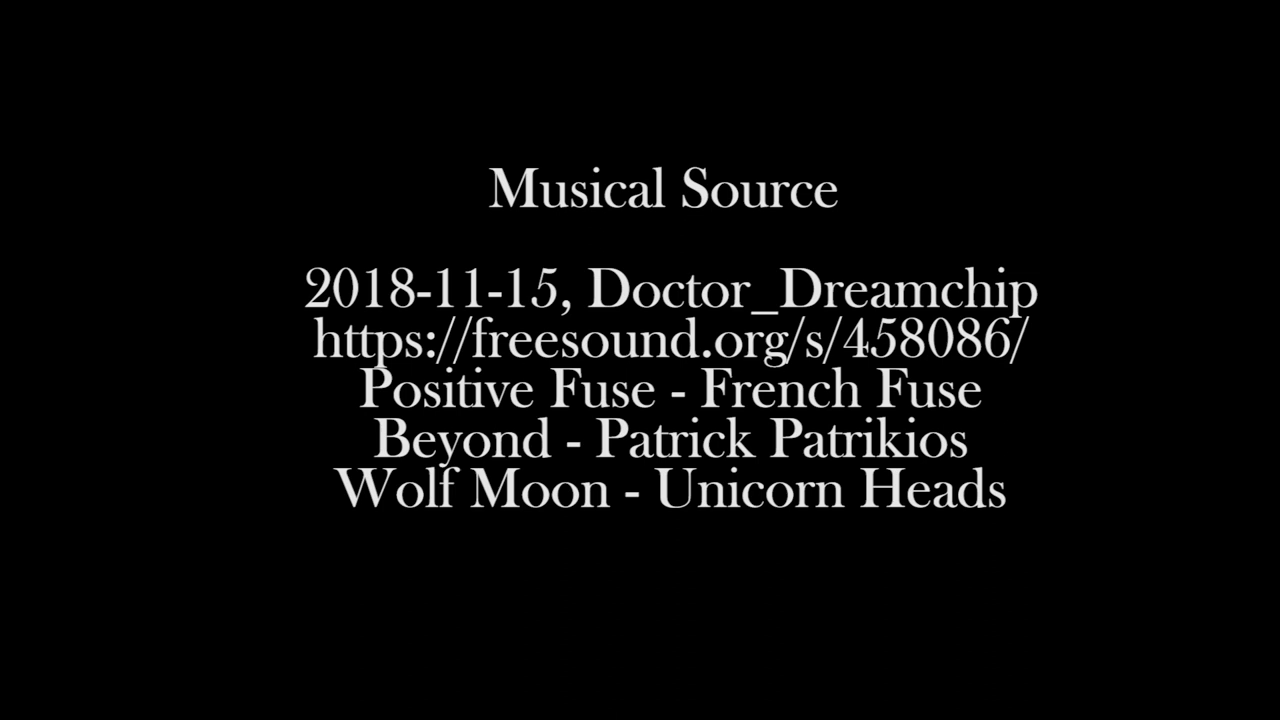 Musical Source
2018-11-15, Doctor_Dreamchip
https://freesound.org/s/458086/
Positive Fuse - French Fuse
Beyond - Patrick Patrikios
Wolf Moon - Unicorn Heads